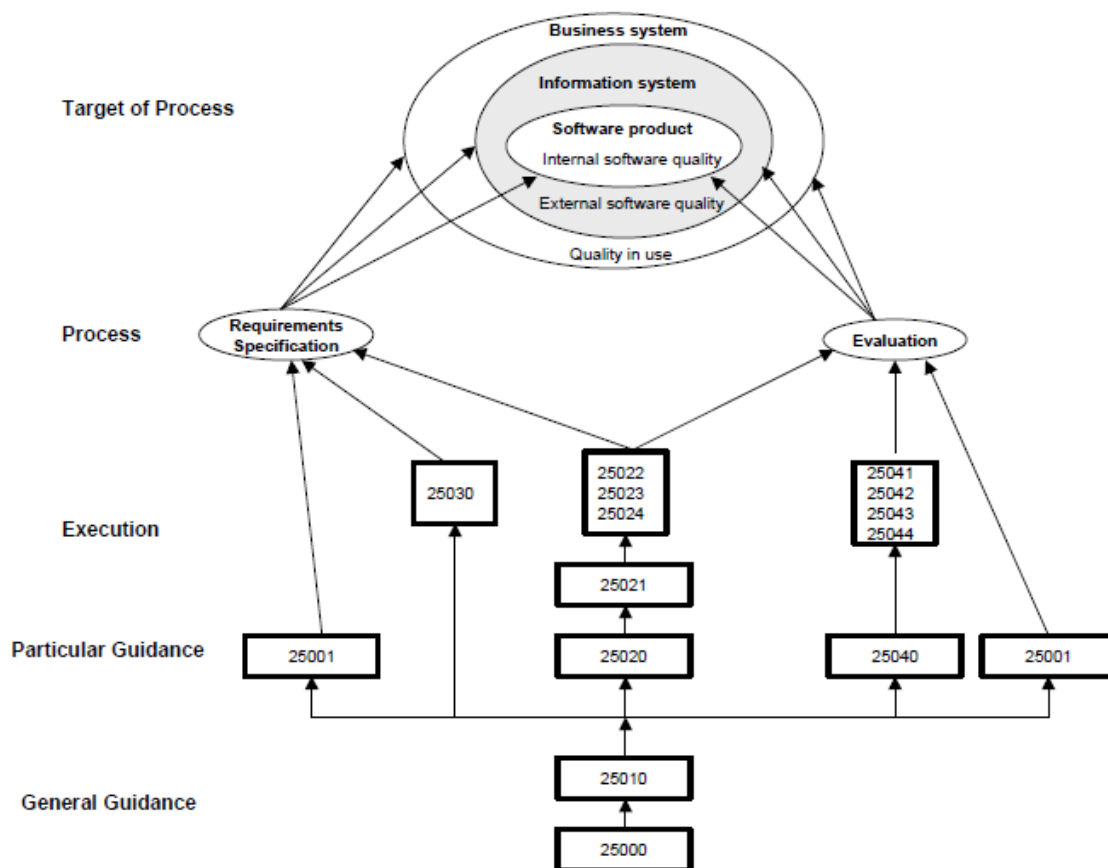 Business system
Information system
Target of Process
Software product
Internal software quality
External software quality
Quality in use
Process
Requirements
Specification
Evaluation
25030
25022
25023
25024
25041
25042
25043
25044
Execution
25021
Particular Guidance
25001
25020
25040
25001
25010
General Guidance
25000